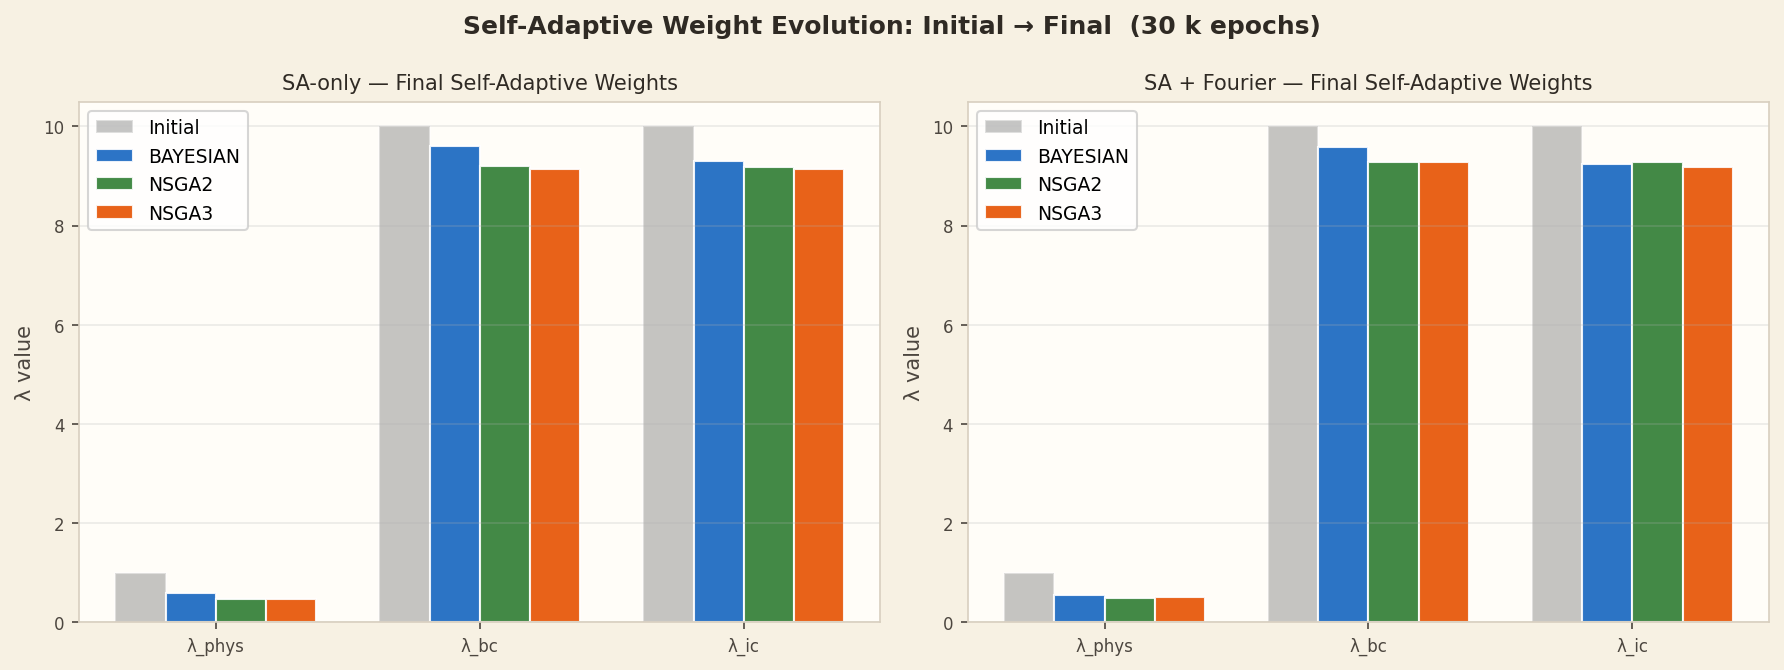 Self-Adaptive Weight Evolution: Initial → Final (30 k epochs)
SA-only — Final Self-Adaptive Weights
Initial
BAYESIAN
NSGA2
NSGA3
λ value
10
8
6
4
2
0
λ_phys
λ_bc
λ_ic
SA + Fourier — Final Self-Adaptive Weights
Initial
BAYESIAN
NSGA2
NSGA3
λ value
10
8
6
4
2
0
λ_phys
λ_bc
λ_ic